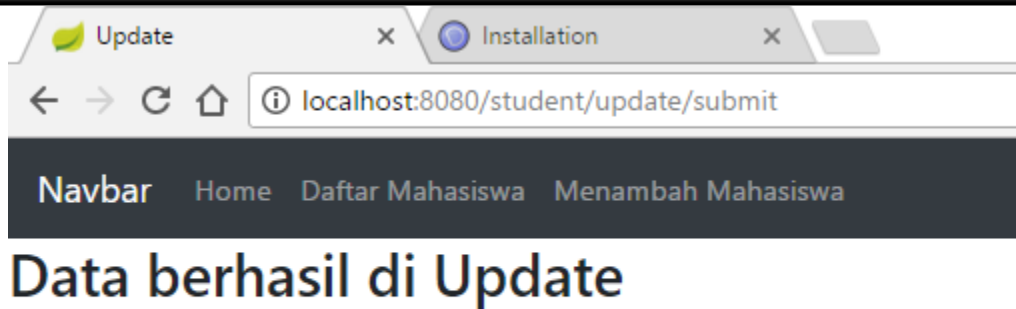 Update
Installation
localhost:8080/student/update/submit
Navbar Home Daftar Mahasiswa Menambah Mahasiswa
Data berhasil di Update